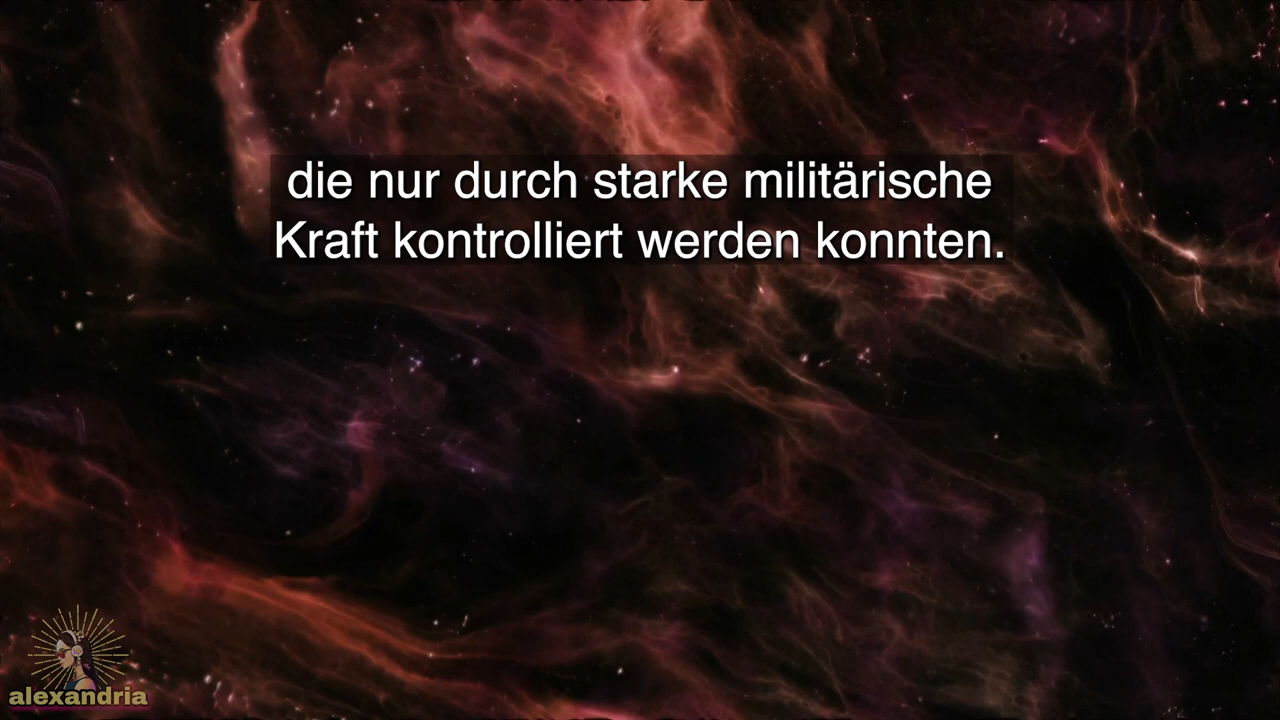 die nur durch starke militärische
Kraft kontrolliert werden konnten.
alexandria